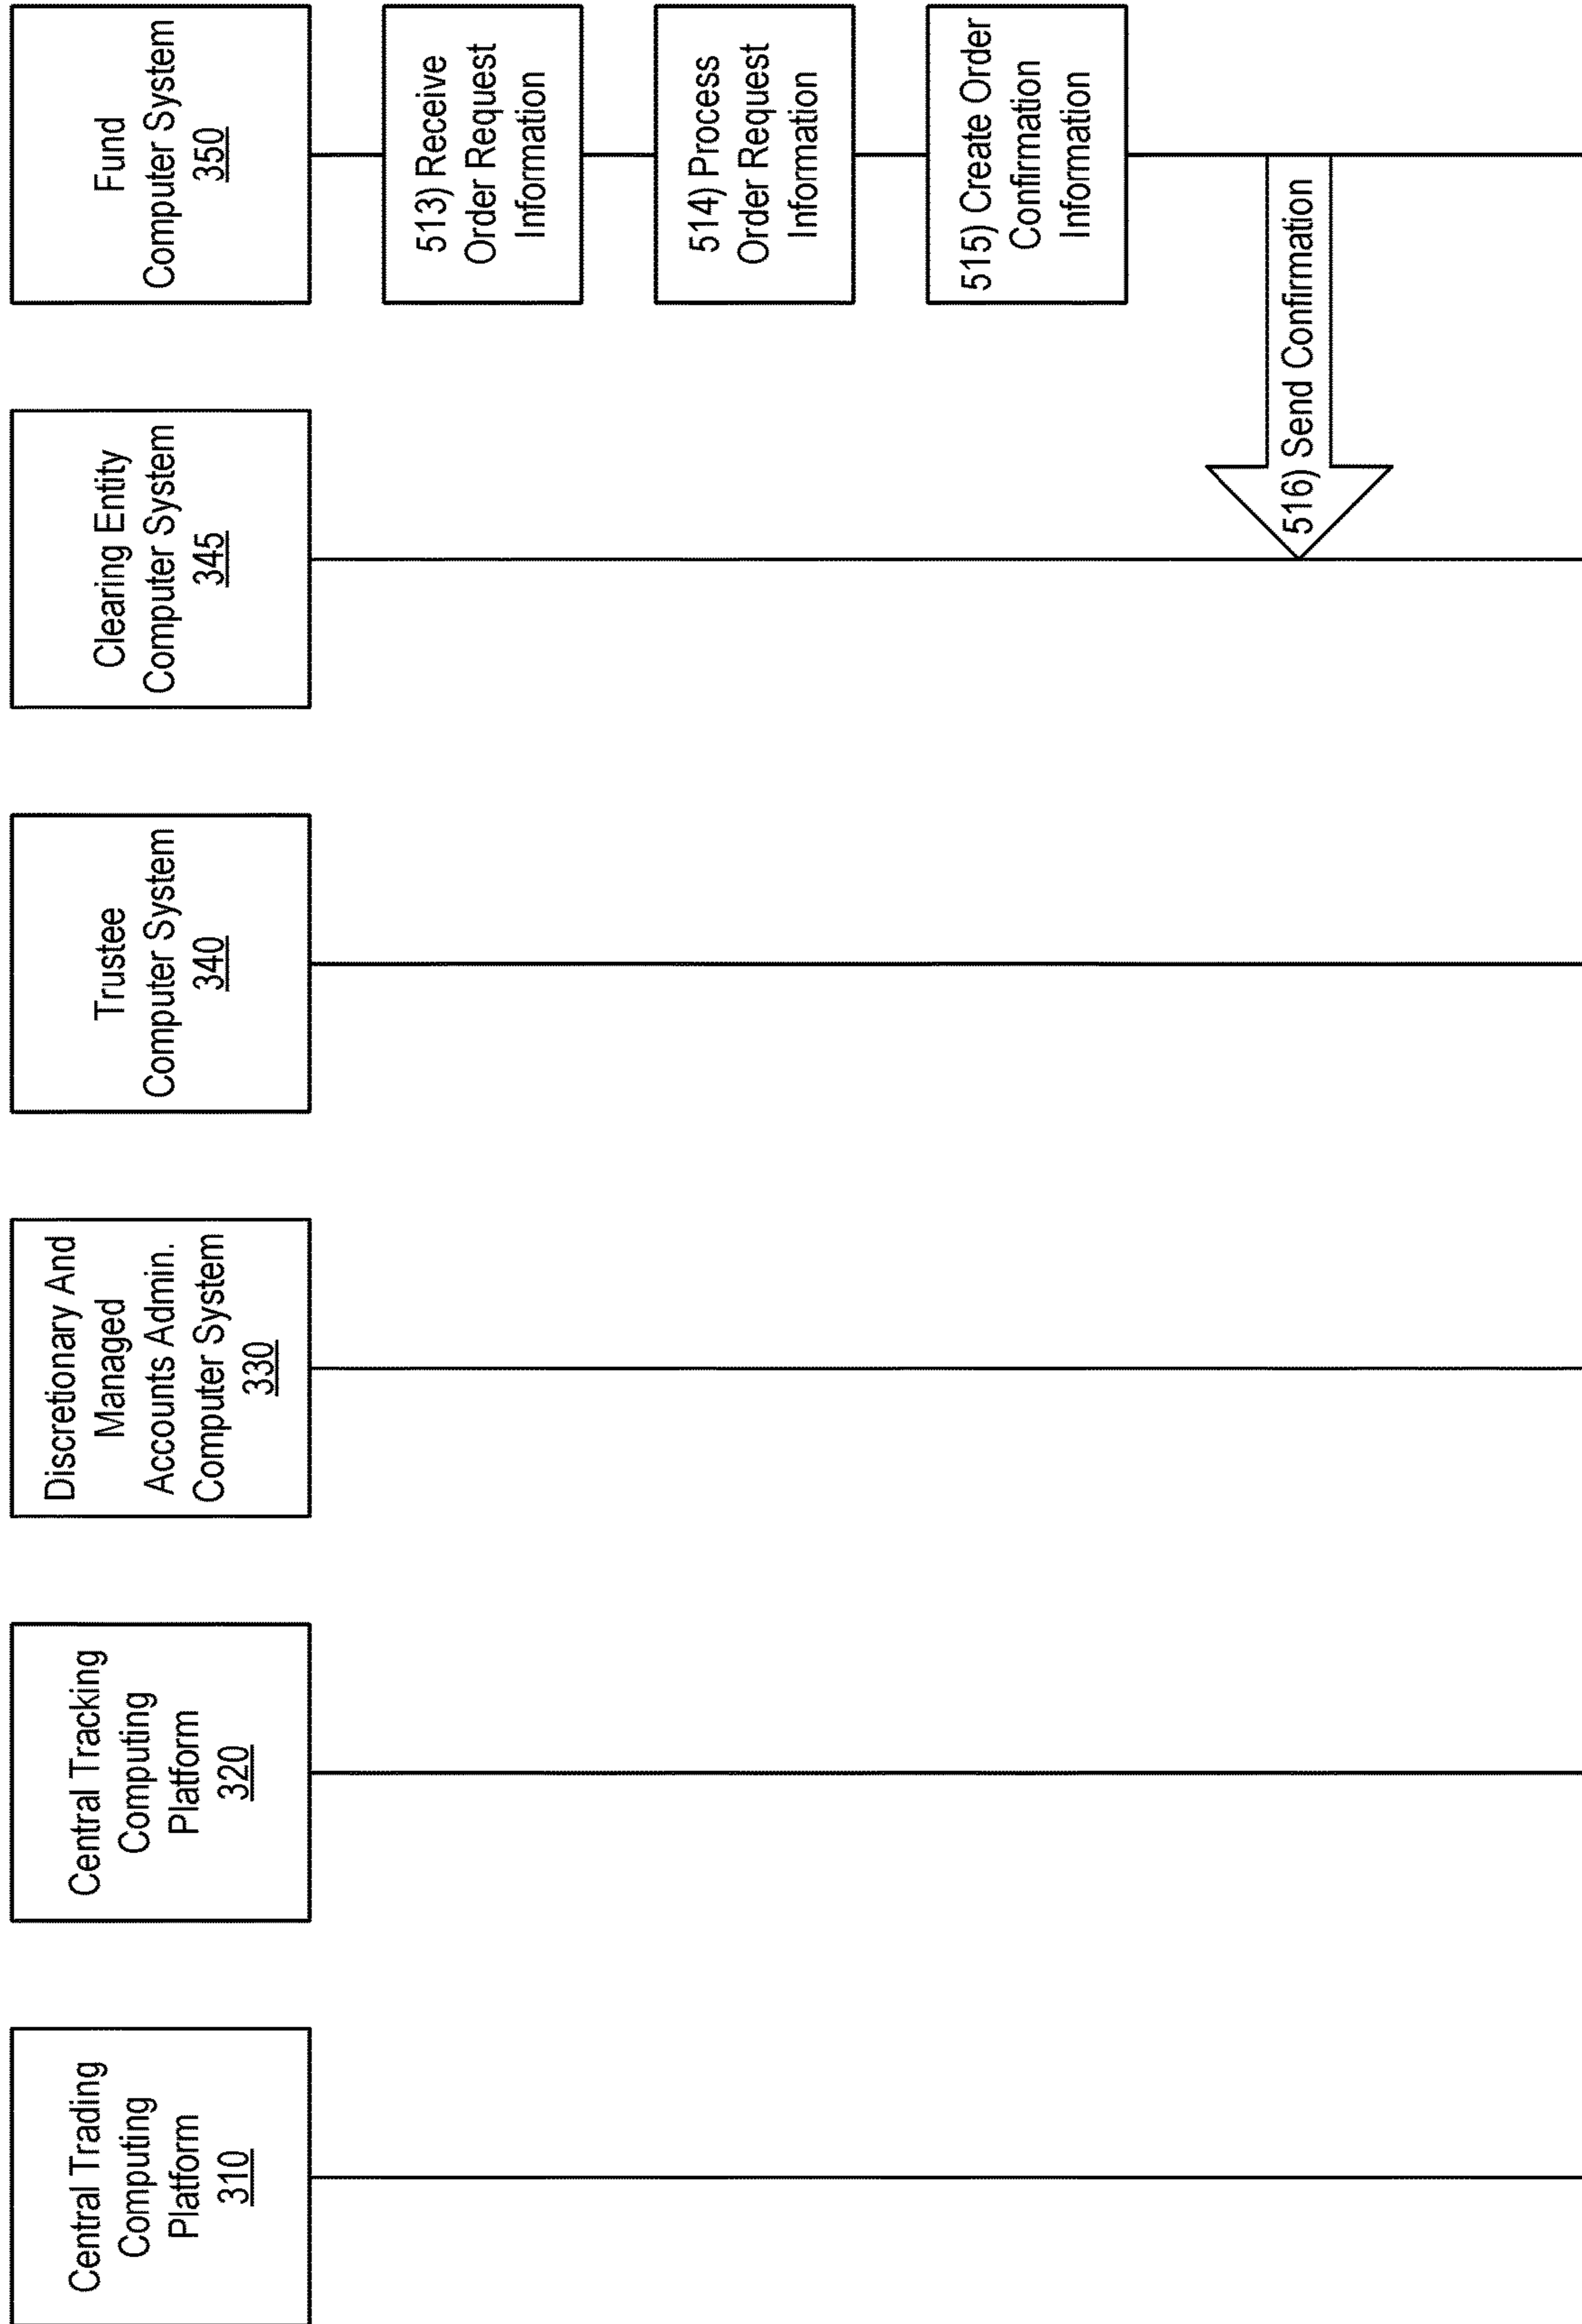 Central Trading
Computing
Platform
310
Central Tracking
Computing
Platform
320
Discretionary And
Managed
Accounts Admin.
Computer System
330
Trustee
Computer System
340
Clearing Entity
Computer System
345
Fund
Computer System
350
513) Receive
Order Request
Information
514) Process
Order Request
Information
515) Create Order
Confirmation
Information
516) Send Confirmation